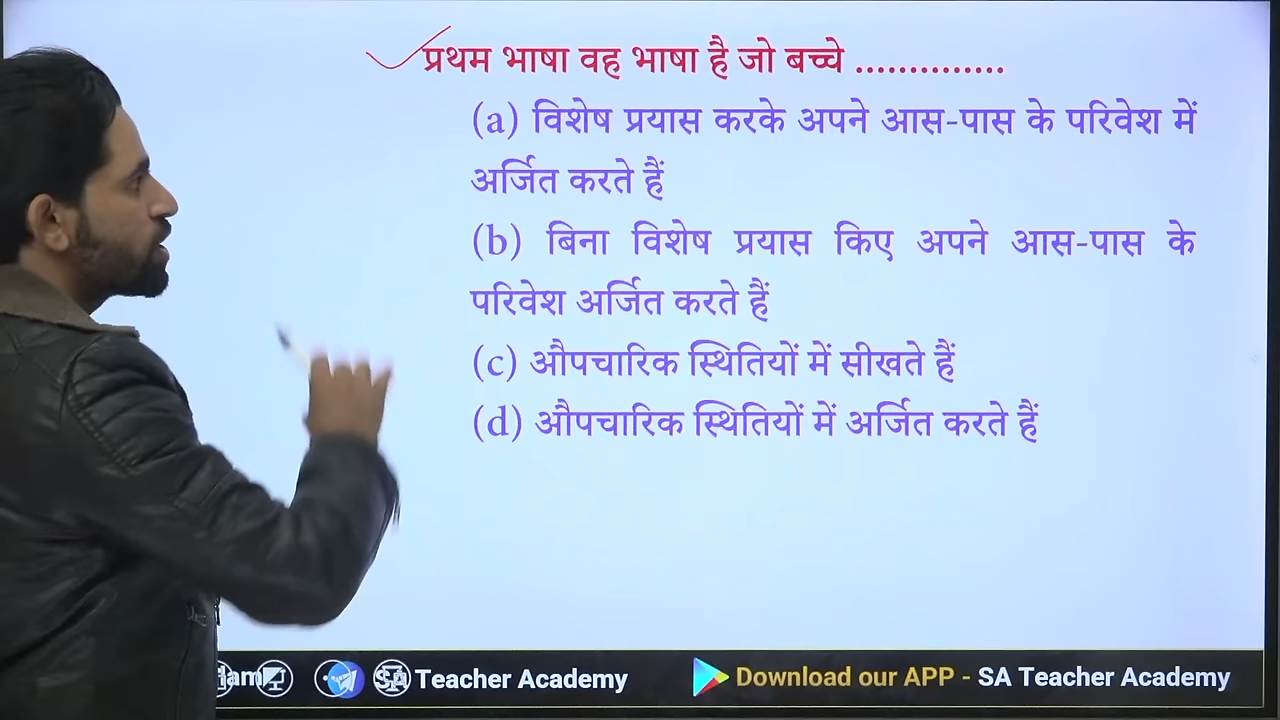 प्रथम भाषा वह भाषा है जो बच्चे ..............
(a) विशेष प्रयास करके अपने आस-पास के परिवेश में
अर्जित करते हैं
(b) बिना विशेष प्रयास किए अपने आस-पास के
परिवेश अर्जित करते हैं
(c) औपचारिक स्थितियों में सीखते हैं
(d) औपचारिक स्थितियों में अर्जित करते हैं
Teacher Academy Download our APP - SA Teacher Academy